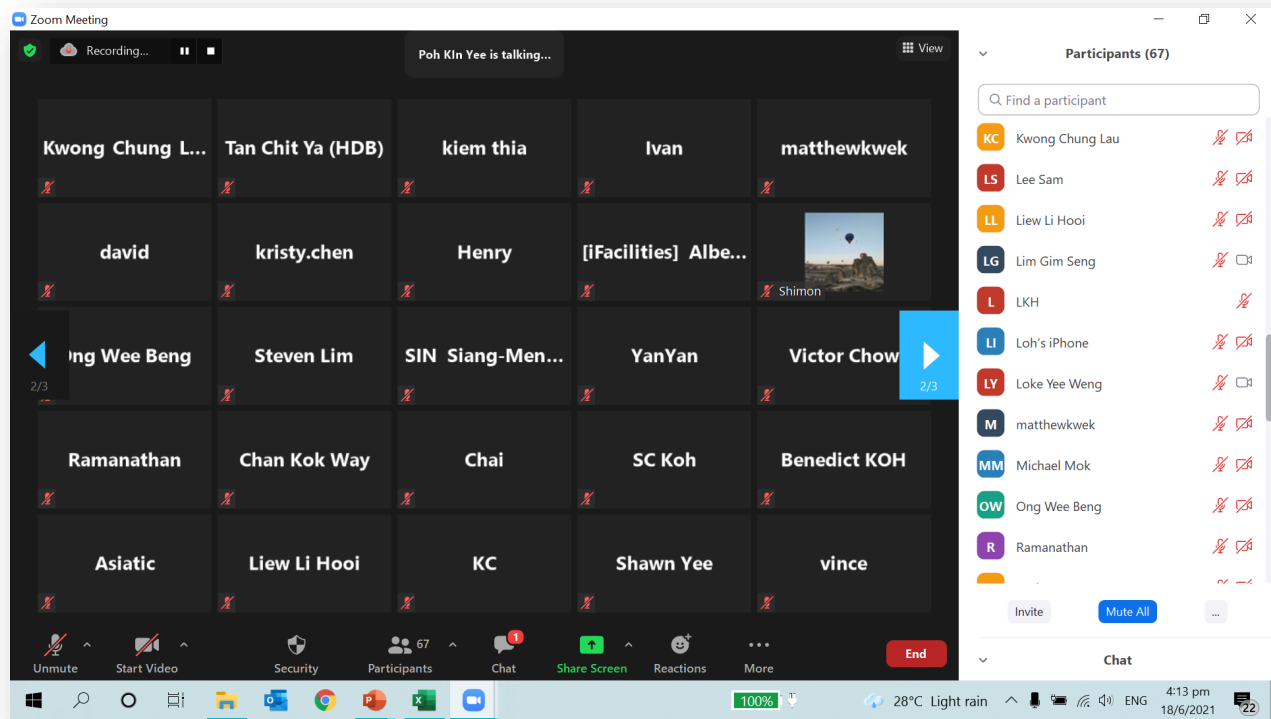 Zoom Meeting
Recording...
Poh KIn Yee is talking...
View
Kwong Chung L...
Tan Chit Ya (HDB)
kiem thia
Ivan
matthewkwek
david
kristy.chen
Henry
[iFacilities] Albe...
Shimon
Ong Wee Beng
Steven Lim
SIN Siang-Men...
YanYan
Victor Chow
2/3
2/3
Ramanathan
Chan Kok Way
Chai
SC Koh
Benedict KOH
Asiatic
Liew Li Hooi
KC
Shawn Yee
vince
Unmute
Start Video
Security
67
Participants
1
Chat
Share Screen
Reactions
More
End
Participants (67)
Find a participant
KC Kwong Chung Lau
LS Lee Sam
LL Liew Li Hooi
LG Lim Gim Seng
L LKH
LI Loh's iPhone
LY Loke Yee Weng
M matthewkwek
MM Michael Mok
OW Ong Wee Beng
R Ramanathan
Invite
Mute All
...
Chat
100%
28°C Light rain
ENG
4:13 pm
18/6/2021
22